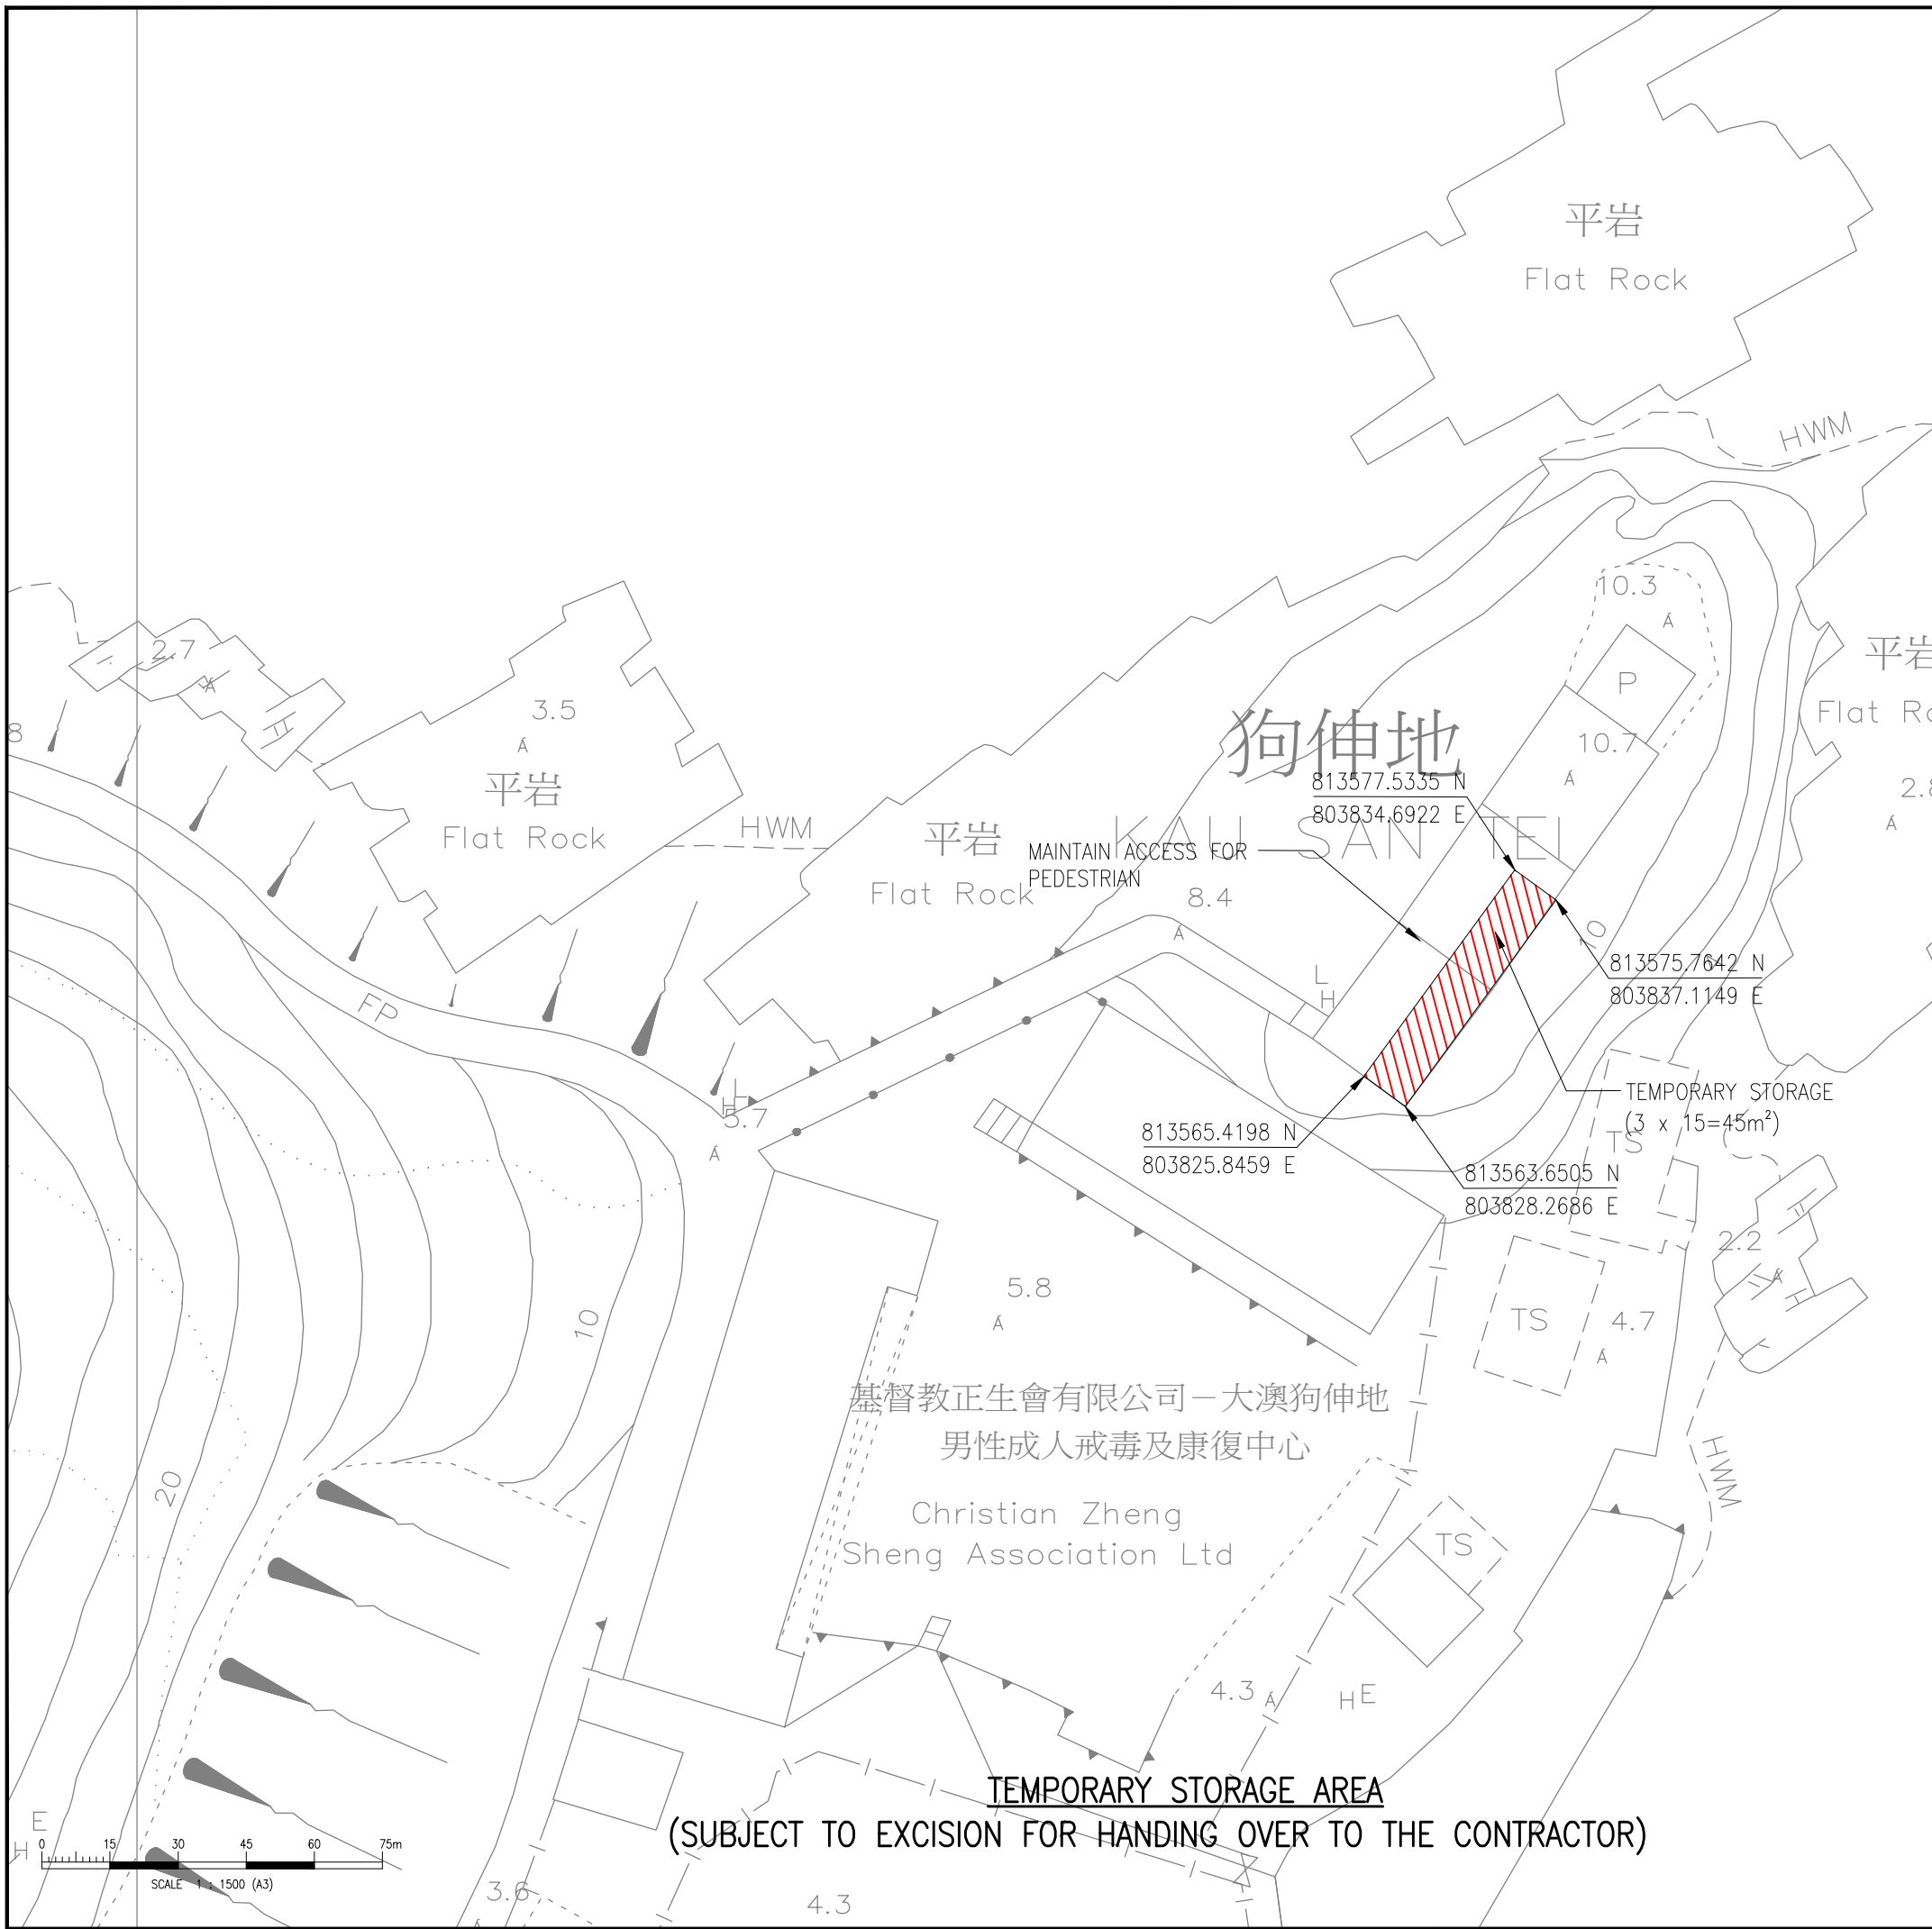 平岩
Flat Rock
HWM
10.3
P
2.7
平岩
3.5
狗伸地
8
10.7
平岩
Flat Rock
HWM
平岩
Flat Rock
KAU SAN TEI
813577.5335 N
803834.6922 E
MAINTAIN ACCESS FOR
PEDESTRIAN
8.4
10
813575.7642 N
803837.1149 E
L
H
FP
L
H
5.7
TEMPORARY STORAGE
(3 x 15=45m²)
TS
813565.4198 N
803825.8459 E
813563.6505 N
803828.2686 E
2.2
5.8
10
TS
4.7
基督教正生會有限公司－大澳狗伸地
男性成人戒毒及康復中心
HWM
20
Christian Zheng
Sheng Association Ltd
TS
4.3
HE
TEMPORARY STORAGE AREA
(SUBJECT TO EXCISION FOR HANDING OVER TO THE CONTRACTOR)
E
H
0 15 30 45 60 75m
SCALE 1 : 1500 (A3)
3.6
4.3